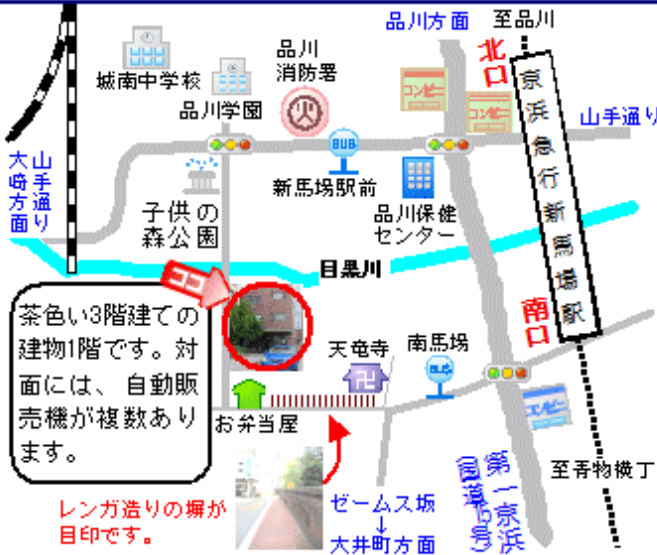 品川方面
至品川
城南中学校
品川学園
品川
消防署
火
コンビニ
コンビニ
北口
京浜急行新馬場駅
山手通り
山手通り
大崎方面
BUB
新馬場駅前
品川保健
センター
子供の
森公園
目黒川
ココ
南口
茶色い3階建ての
建物1階です。対
面には、自動販
売機が複数あり
ます。
天竜寺
卍
南馬場
お弁当屋
コンビニ
第一京浜
(国道15号)
至青物横丁
レンガ造りの塀が
目印です。
ゼームス坂
↓
大井町方面